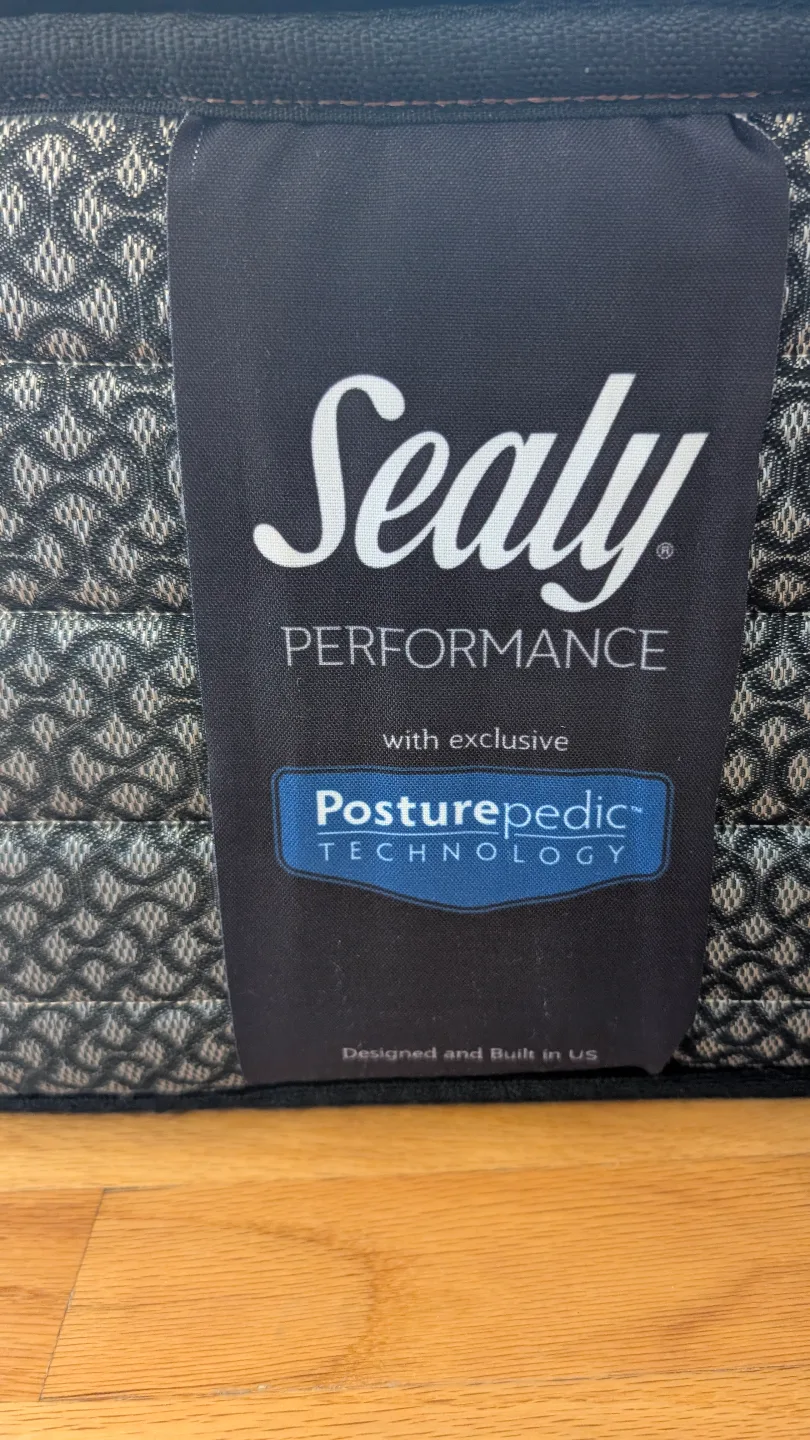 Sealy®
PERFORMANCE
with exclusive
Posturepedic™
TECHNOLOGY
Designed and Built in US